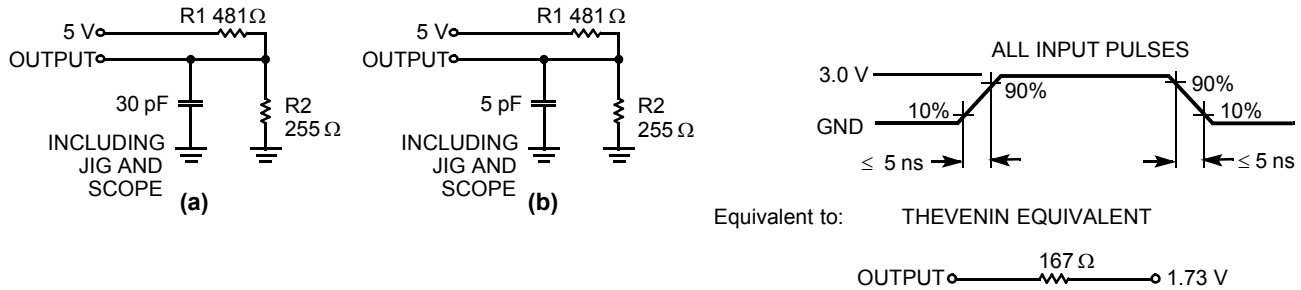 R1 481 Ω
5 V
OUTPUT
30 pF
R2
255 Ω
INCLUDING
JIG AND
SCOPE
(a)
R1 481 Ω
5 V
OUTPUT
5 pF
R2
255 Ω
INCLUDING
JIG AND
SCOPE
(b)
ALL INPUT PULSES
3.0 V
90%
90%
10%
10%
GND
≤ 5 ns
≤ 5 ns
Equivalent to: THEVENIN EQUIVALENT
167 Ω
OUTPUT
1.73 V